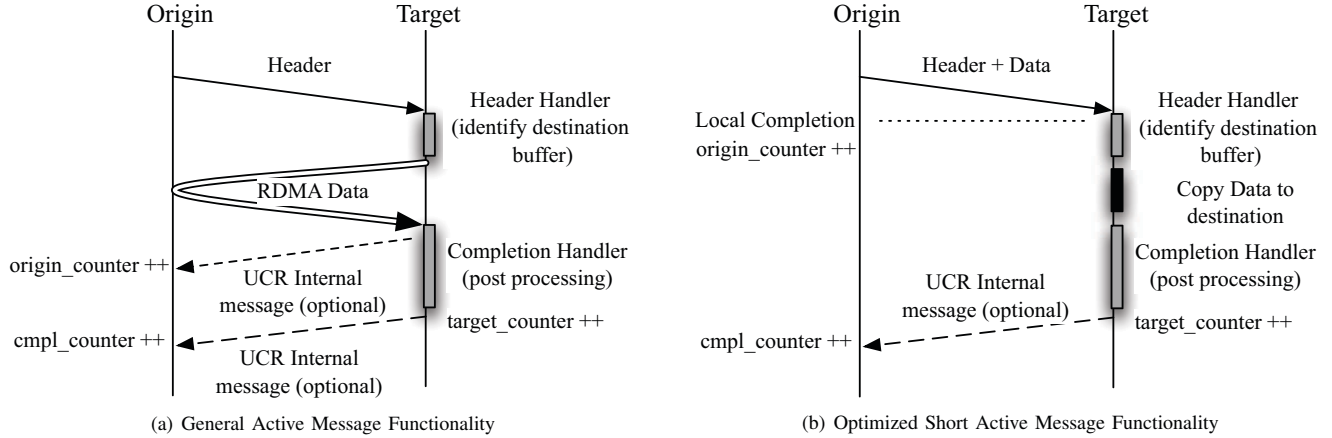 Origin
Target
Header
Header Handler
(identify destination
buffer)
RDMA Data
Completion Handler
(post processing)
origin_counter ++
UCR Internal
message (optional)
target_counter ++
cmpl_counter ++
UCR Internal
message (optional)
(a) General Active Message Functionality
Origin
Target
Header + Data
Header Handler
(identify destination
buffer)
Local Completion
origin_counter ++
Copy Data to
destination
Completion Handler
(post processing)
UCR Internal
message (optional)
target_counter ++
cmpl_counter ++
(b) Optimized Short Active Message Functionality